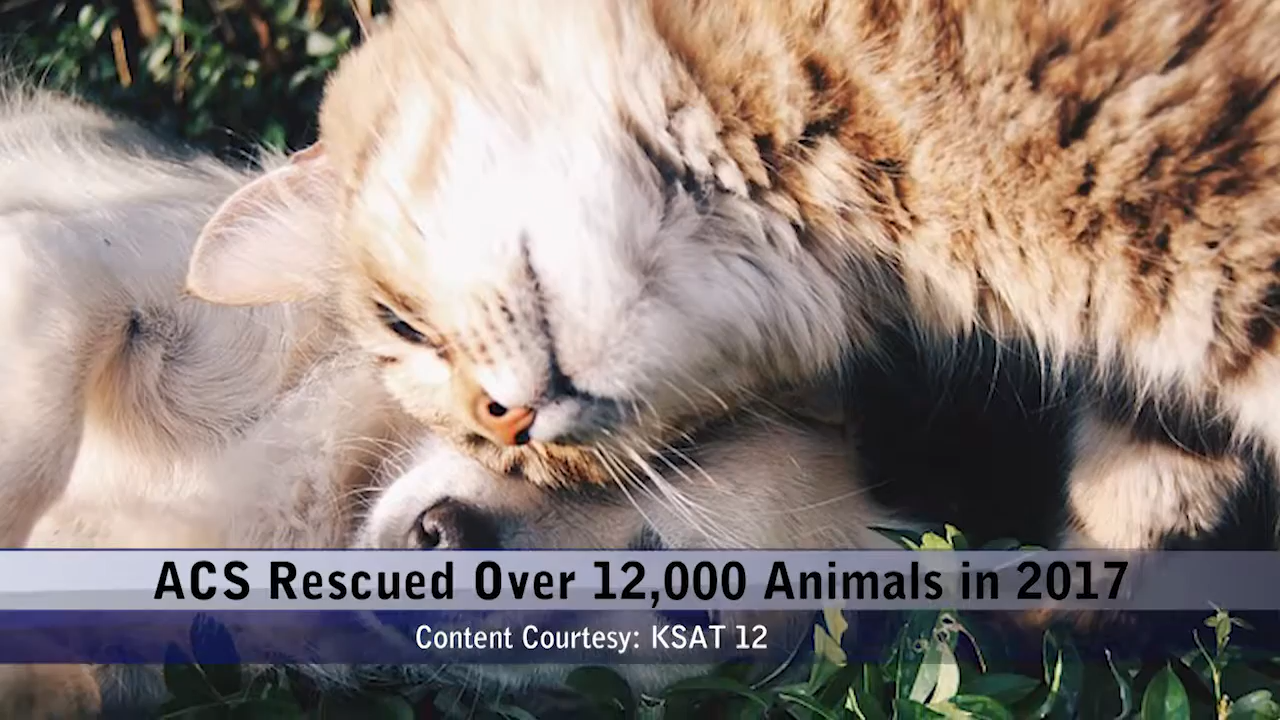 ACS Rescued Over 12,000 Animals in 2017
Content Courtesy: KSAT 12